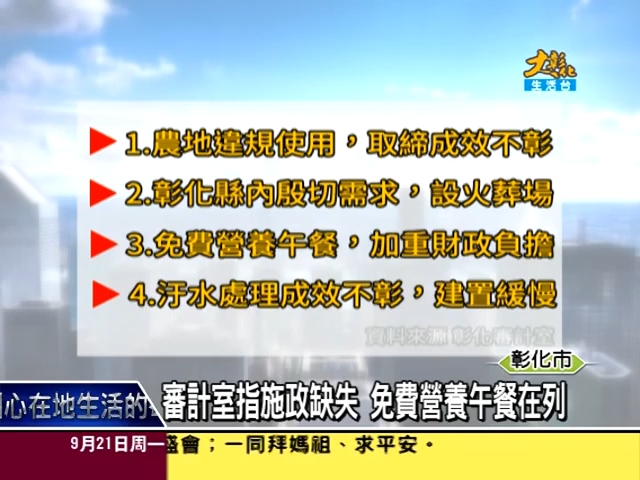 大彰化
生活台
1.農地違規使用，取締成效不彰
2.彰化縣內殷切需求，設火葬場
3.免費營養午餐，加重財政負擔
4.汙水處理成效不彰，建置緩慢
資料來源 彰化審計室
彰化市
心在地生活的
審計室指施政缺失 免費營養午餐在列
9月21日周一
盛會；一同拜媽祖、求平安。